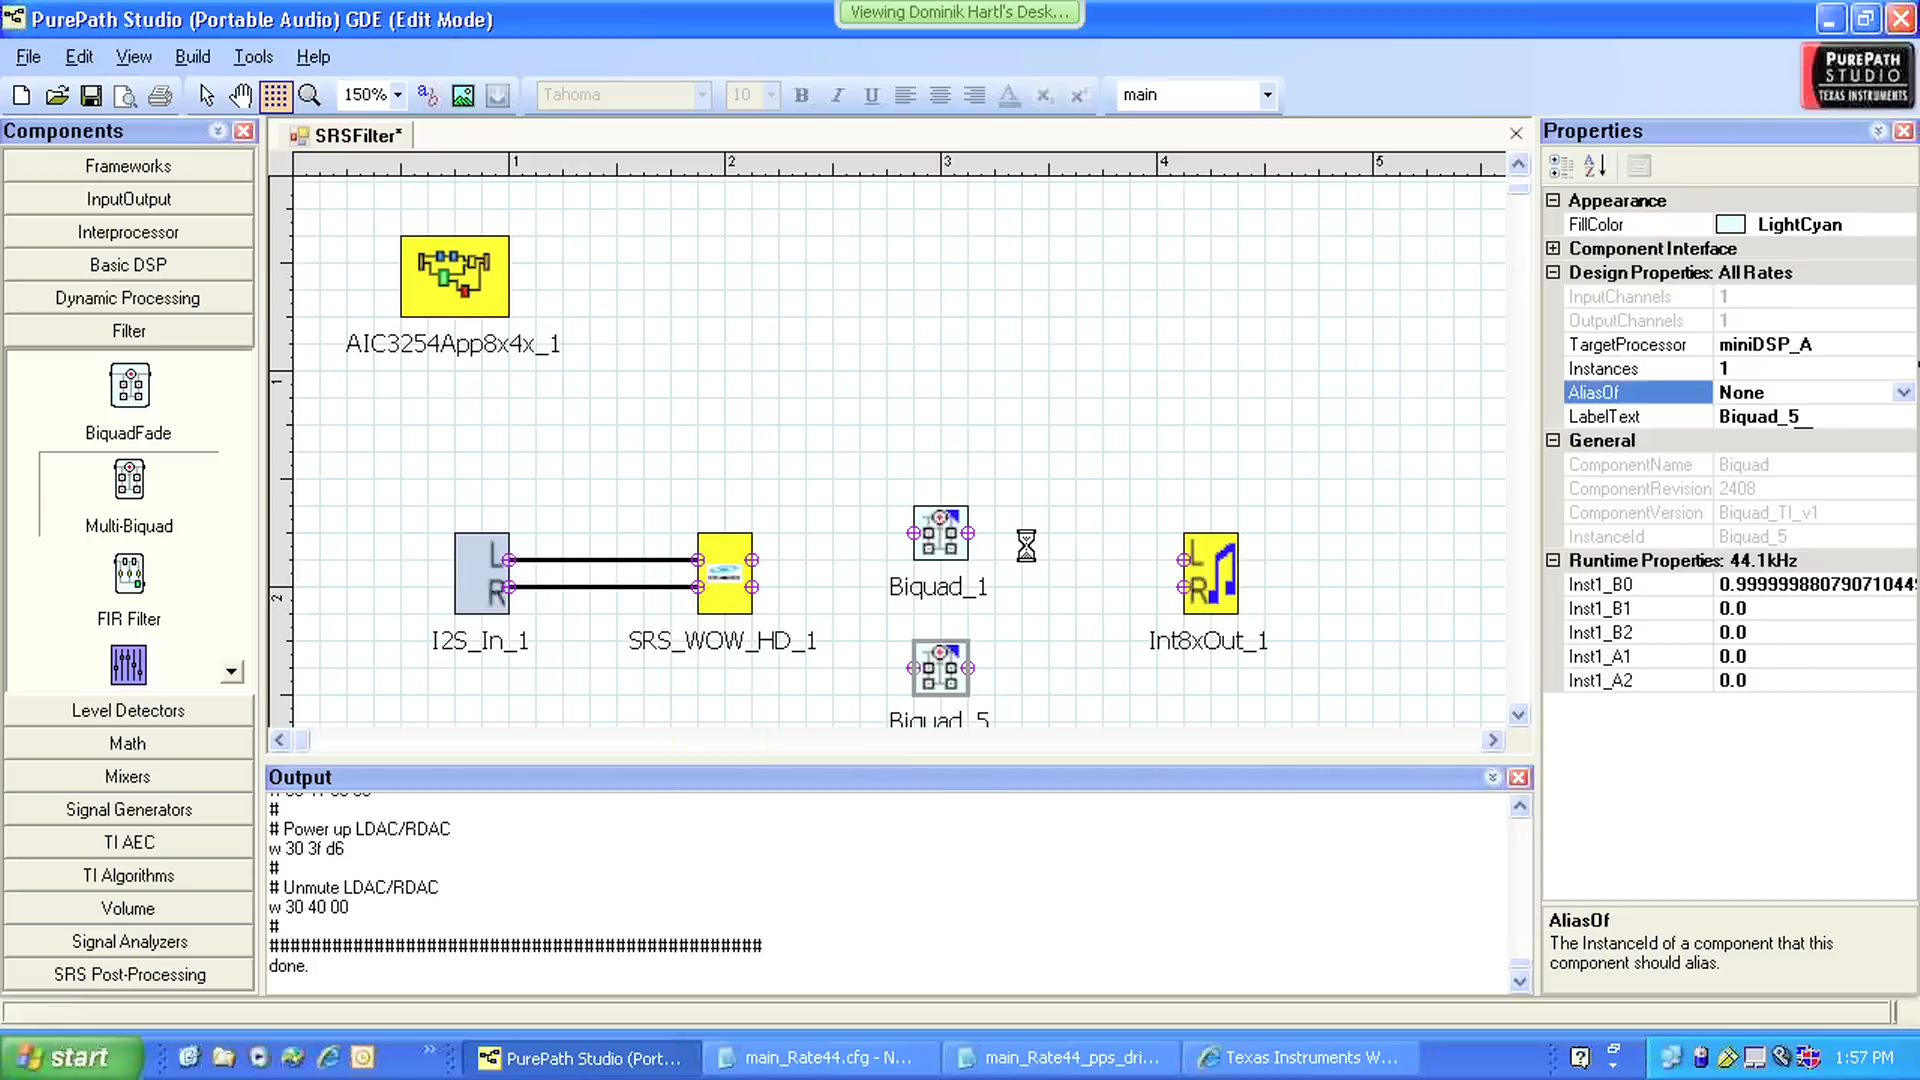 PurePath Studio (Portable Audio) GDE (Edit Mode)
Viewing Dominik Hartl's Desk...
File Edit View Build Tools Help
150% Tahoma 10 B I U main
PUREPATH
STUDIO
TEXAS INSTRUMENTS
Components
Frameworks
InputOutput
Interprocessor
Basic DSP
Dynamic Processing
Filter
BiquadFade
Multi-Biquad
FIR Filter
Level Detectors
Math
Mixers
Signal Generators
TI AEC
TI Algorithms
Volume
Signal Analyzers
SRS Post-Processing
SRSFilter*
1 2 3 4 5
1
2
AIC3254App8x4x_1
L
R
I2S_In_1
SRS_WOW_HD_1
Biquad_1
Biquad_5
L
R
Int8xOut_1
Output
#
# Power up LDAC/RDAC
w 30 3f d6
#
# Unmute LDAC/RDAC
w 30 40 00
#
##################################################
done.
Properties
Appearance
FillColor LightCyan
Component Interface
Design Properties: All Rates
InputChannels 1
OutputChannels 1
TargetProcessor miniDSP_A
Instances 1
AliasOf None
LabelText Biquad_5__
General
ComponentName Biquad
ComponentRevision 2408
ComponentVersion Biquad_TI_v1
InstanceId Biquad_5
Runtime Properties: 44.1kHz
Inst1_B0 0.9999998807907104
Inst1_B1 0.0
Inst1_B2 0.0
Inst1_A1 0.0
Inst1_A2 0.0
AliasOf
The InstanceId of a component that this
component should alias.
start
PurePath Studio (Port...
main_Rate44.cfg - N...
main_Rate44_pps_dri...
Texas Instruments W...
1:57 PM